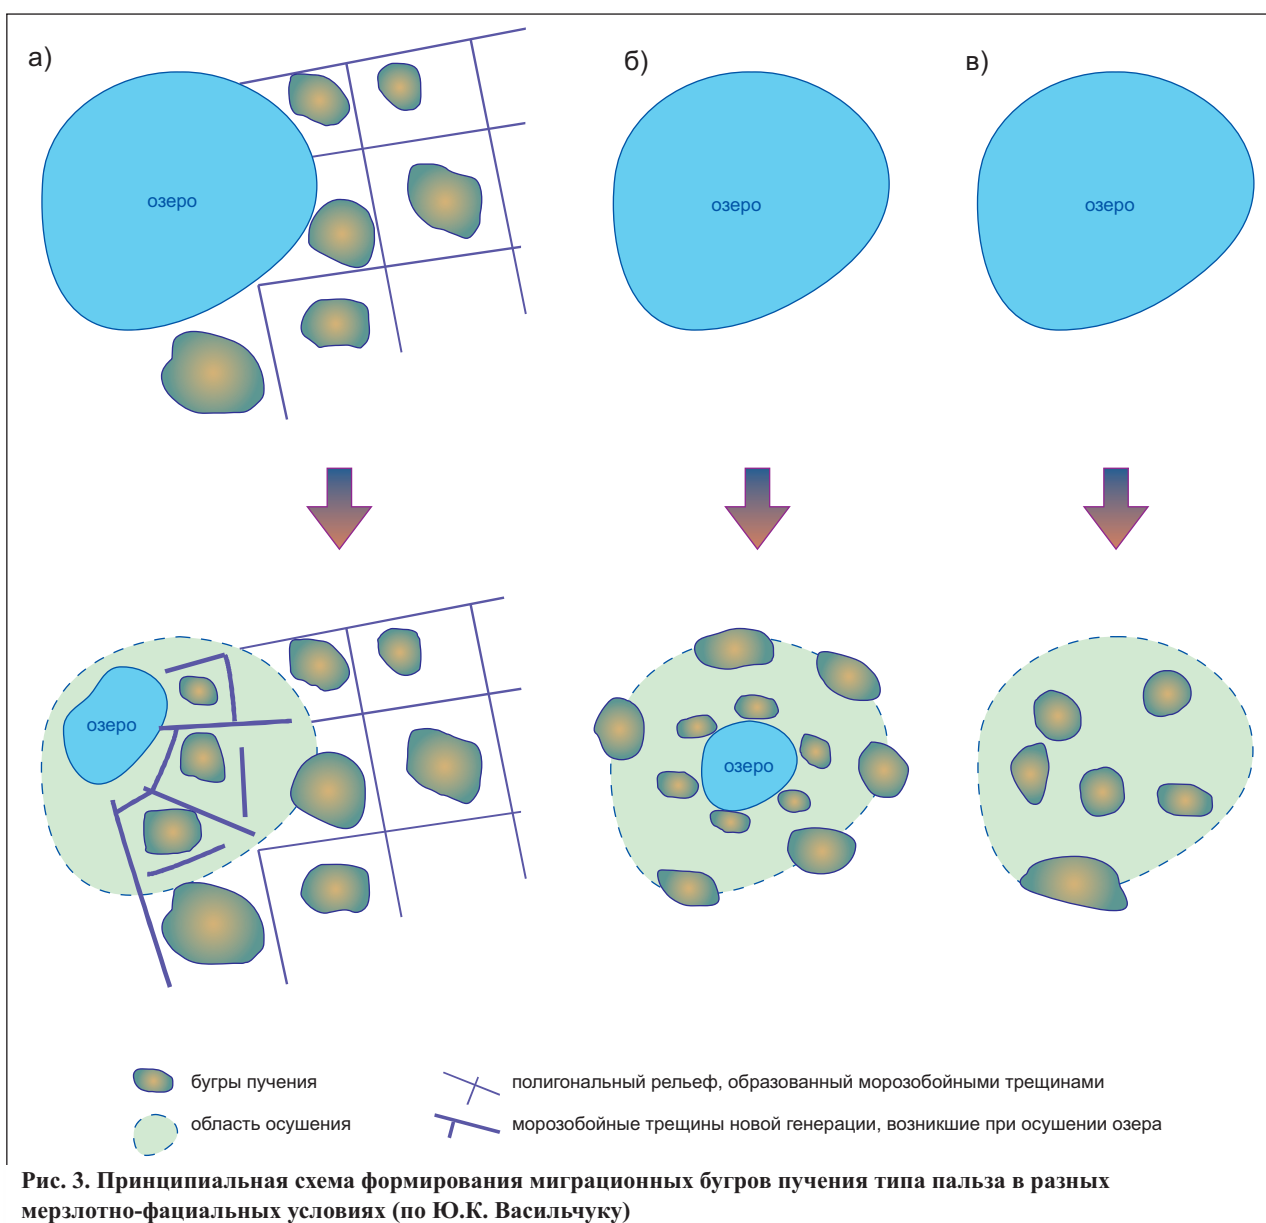 а)
б)
в)
озеро
озеро
озеро
озеро
озеро
бугры пучения
полигональный рельеф, образованный морозобойными трещинами
область осушения
морозобойные трещины новой генерации, возникшие при осушении озера
Рис. 3. Принципиальная схема формирования миграционных бугров пучения типа пальза в разных
мерзлотно-фациальных условиях (по Ю.К. Васильчуку)